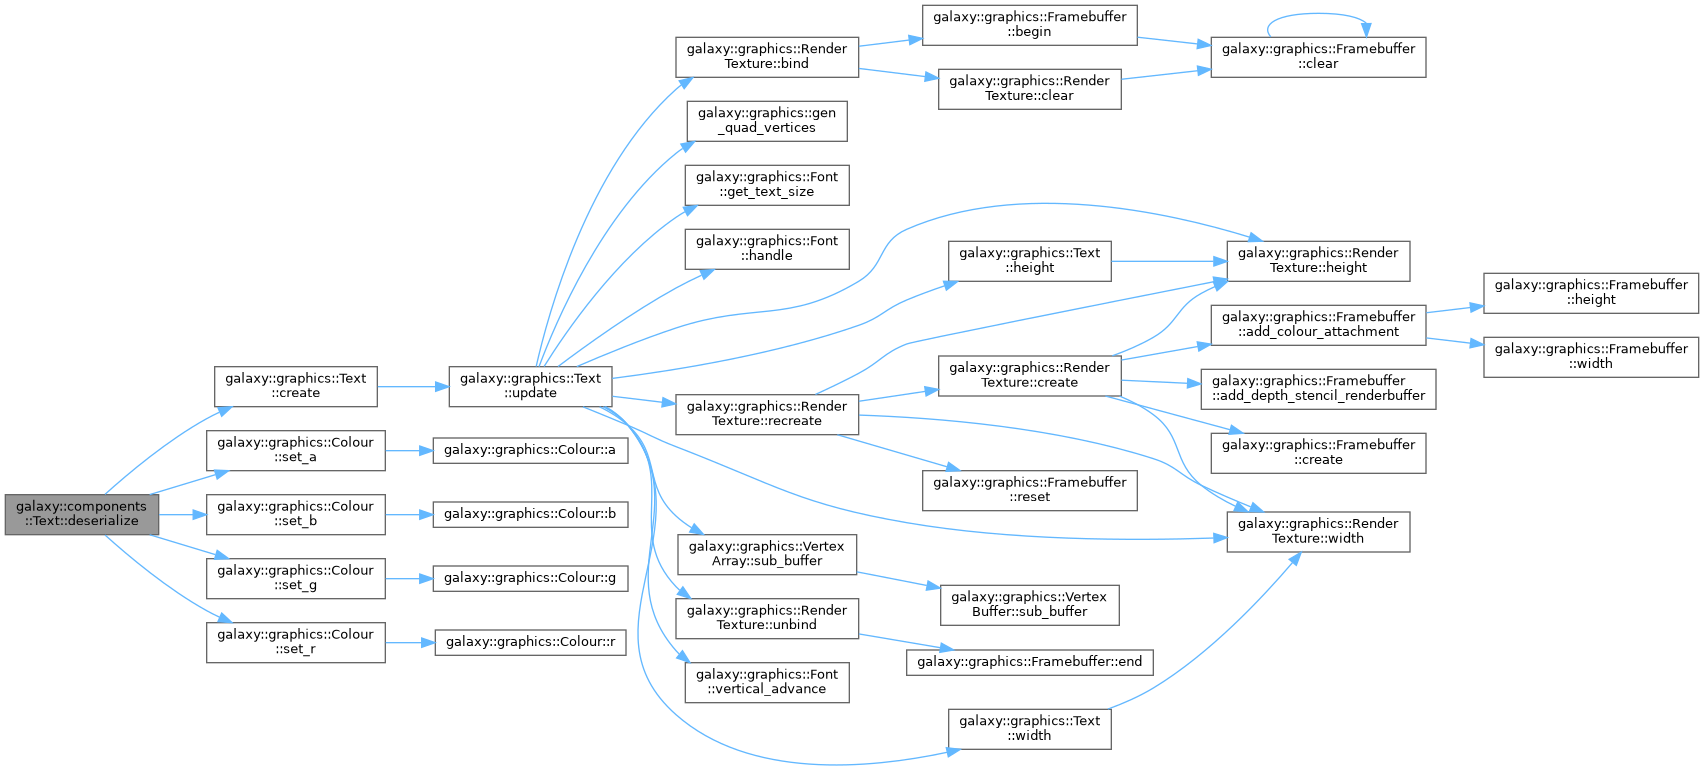 galaxy::components
::Text::deserialize
galaxy::graphics::Text
::create
galaxy::graphics::Colour
::set_a
galaxy::graphics::Colour
::set_b
galaxy::graphics::Colour
::set_g
galaxy::graphics::Colour
::set_r
galaxy::graphics::Text
::update
galaxy::graphics::Colour::a
galaxy::graphics::Colour::b
galaxy::graphics::Colour::g
galaxy::graphics::Colour::r
galaxy::graphics::Render
Texture::bind
galaxy::graphics::gen
_quad_vertices
galaxy::graphics::Font
::get_text_size
galaxy::graphics::Font
::handle
galaxy::graphics::Render
Texture::recreate
galaxy::graphics::Vertex
Array::sub_buffer
galaxy::graphics::Render
Texture::unbind
galaxy::graphics::Font
::vertical_advance
galaxy::graphics::Framebuffer
::begin
galaxy::graphics::Render
Texture::clear
galaxy::graphics::Text
::height
galaxy::graphics::Render
Texture::create
galaxy::graphics::Framebuffer
::reset
galaxy::graphics::Vertex
Buffer::sub_buffer
galaxy::graphics::Framebuffer::end
galaxy::graphics::Text
::width
galaxy::graphics::Framebuffer
::clear
galaxy::graphics::Render
Texture::height
galaxy::graphics::Framebuffer
::add_colour_attachment
galaxy::graphics::Framebuffer
::add_depth_stencil_renderbuffer
galaxy::graphics::Framebuffer
::create
galaxy::graphics::Render
Texture::width
galaxy::graphics::Framebuffer
::height
galaxy::graphics::Framebuffer
::width